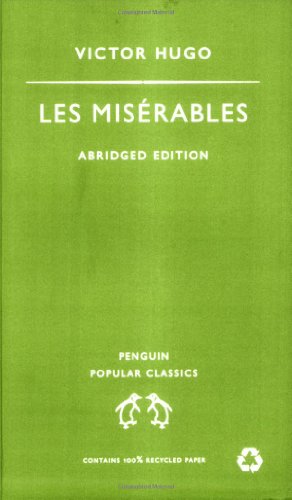 VICTOR HUGO
LES MISÉRABLES
ABRIDGED EDITION
PENGUIN
POPULAR CLASSICS
CONTAINS 100% RECYCLED PAPER